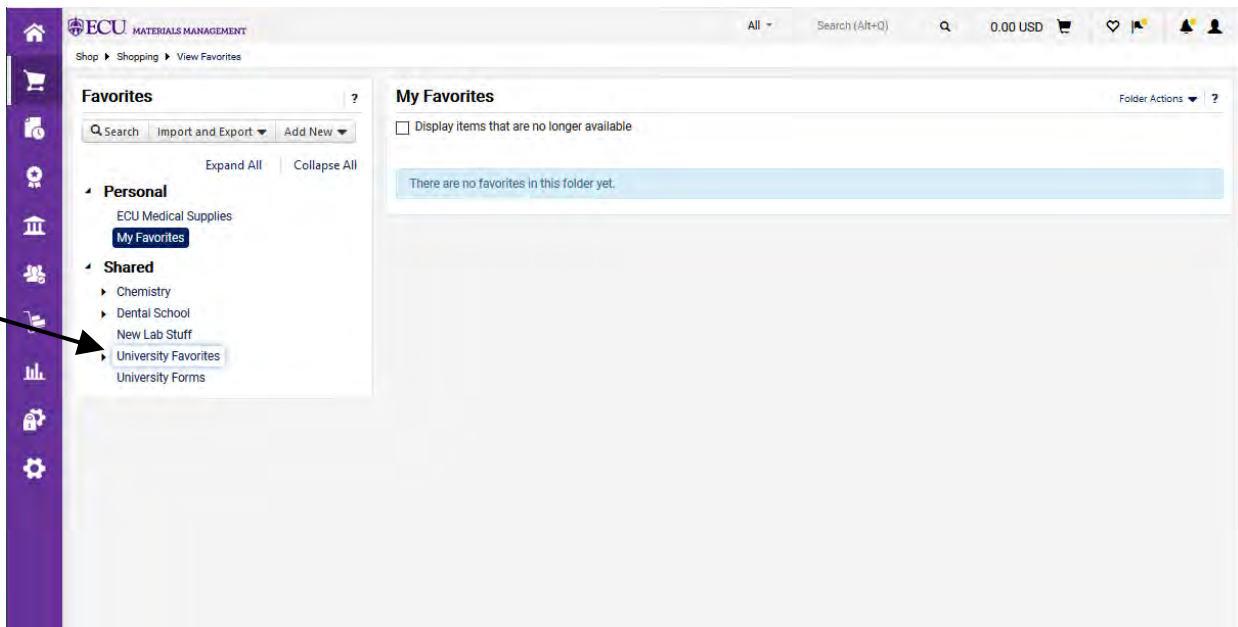 ECU MATERIALS MANAGEMENT
All
Search (Alt+Q)
0.00 USD
Shop Shopping View Favorites
Favorites ?
Search Import and Export Add New
Expand All Collapse All
Personal
ECU Medical Supplies
My Favorites
Shared
Chemistry
Dental School
New Lab Stuff
University Favorites
University Forms
My Favorites
Folder Actions ?
Display items that are no longer available
There are no favorites in this folder yet.